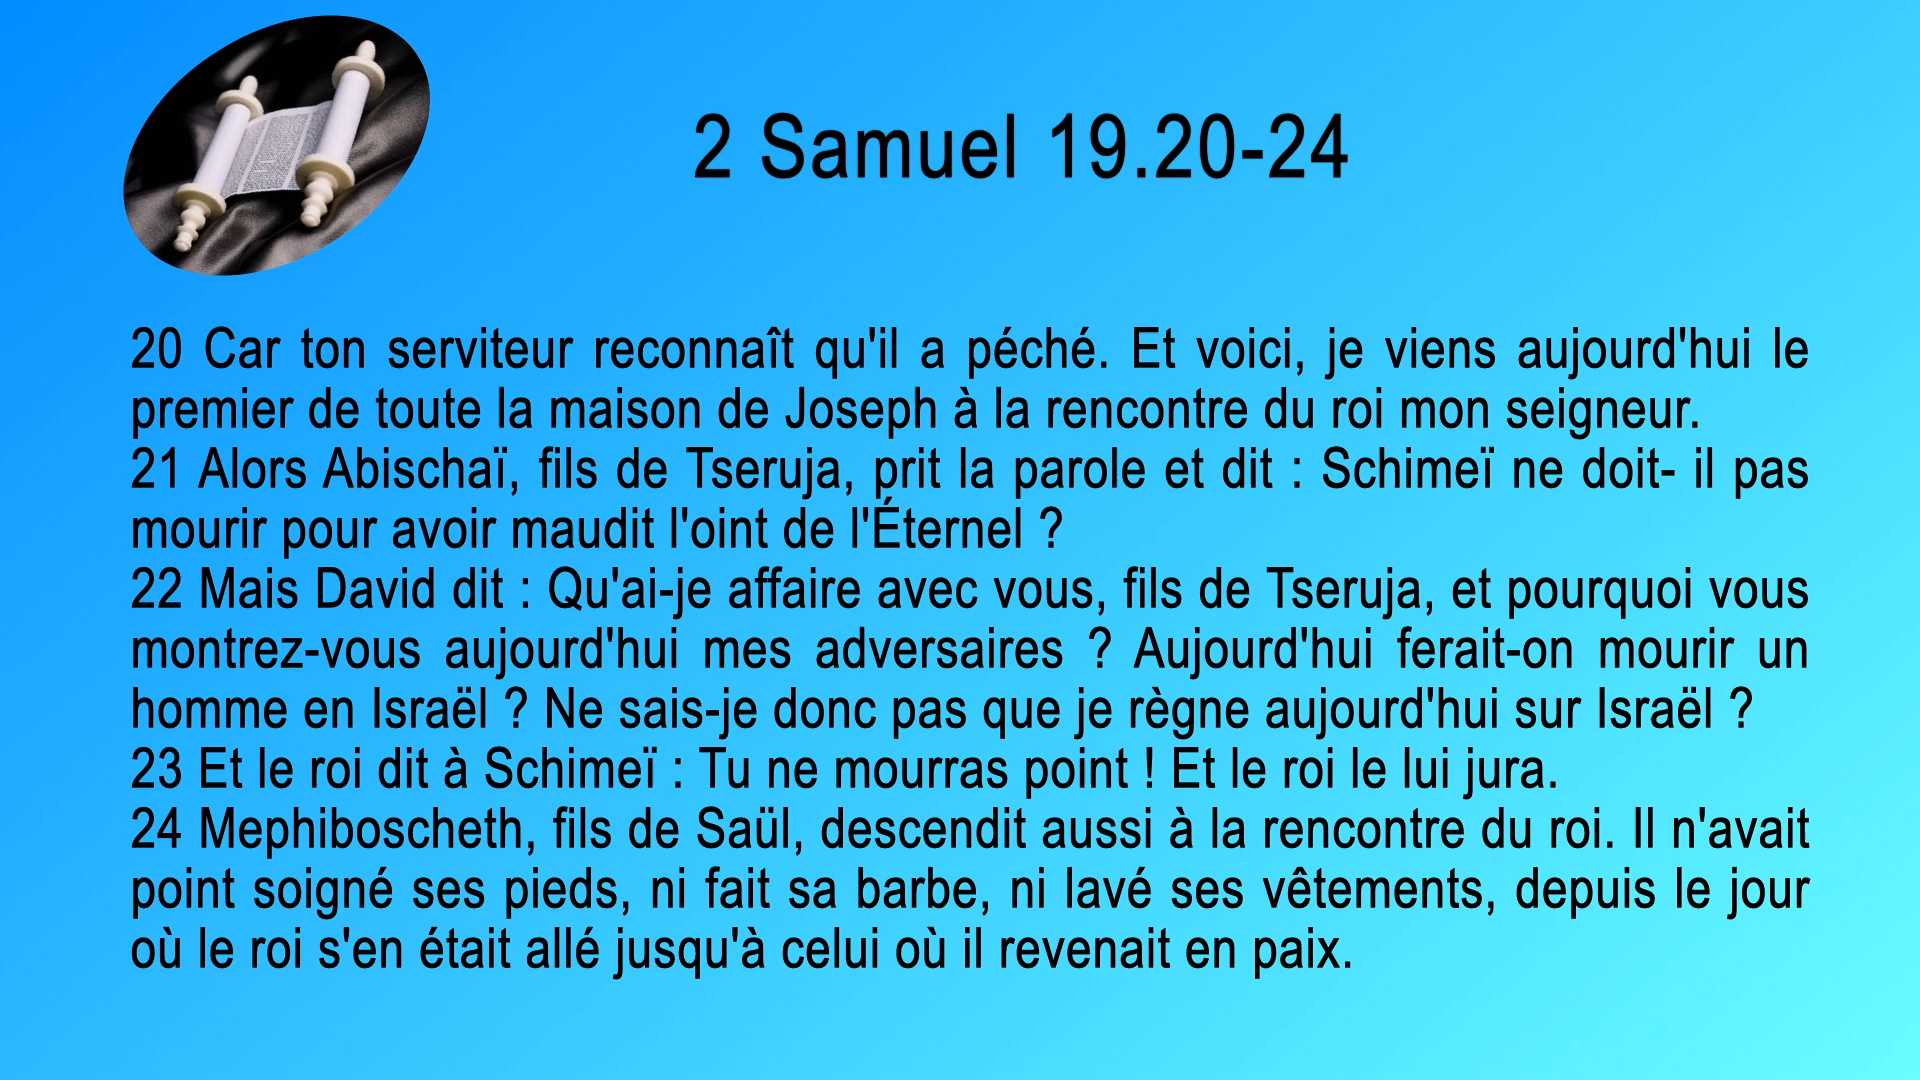 2 Samuel 19.20-24
20 Car ton serviteur reconnaît qu'il a péché. Et voici, je viens aujourd'hui le
premier de toute la maison de Joseph à la rencontre du roi mon seigneur.
21 Alors Abischaï, fils de Tseruja, prit la parole et dit : Schimeï ne doit- il pas
mourir pour avoir maudit l'oint de l'Éternel ?
22 Mais David dit : Qu'ai-je affaire avec vous, fils de Tseruja, et pourquoi vous
montrez-vous aujourd'hui mes adversaires ? Aujourd'hui ferait-on mourir un
homme en Israël ? Ne sais-je donc pas que je règne aujourd'hui sur Israël ?
23 Et le roi dit à Schimeï : Tu ne mourras point ! Et le roi le lui jura.
24 Mephiboscheth, fils de Saül, descendit aussi à la rencontre du roi. Il n'avait
point soigné ses pieds, ni fait sa barbe, ni lavé ses vêtements, depuis le jour
où le roi s'en était allé jusqu'à celui où il revenait en paix.